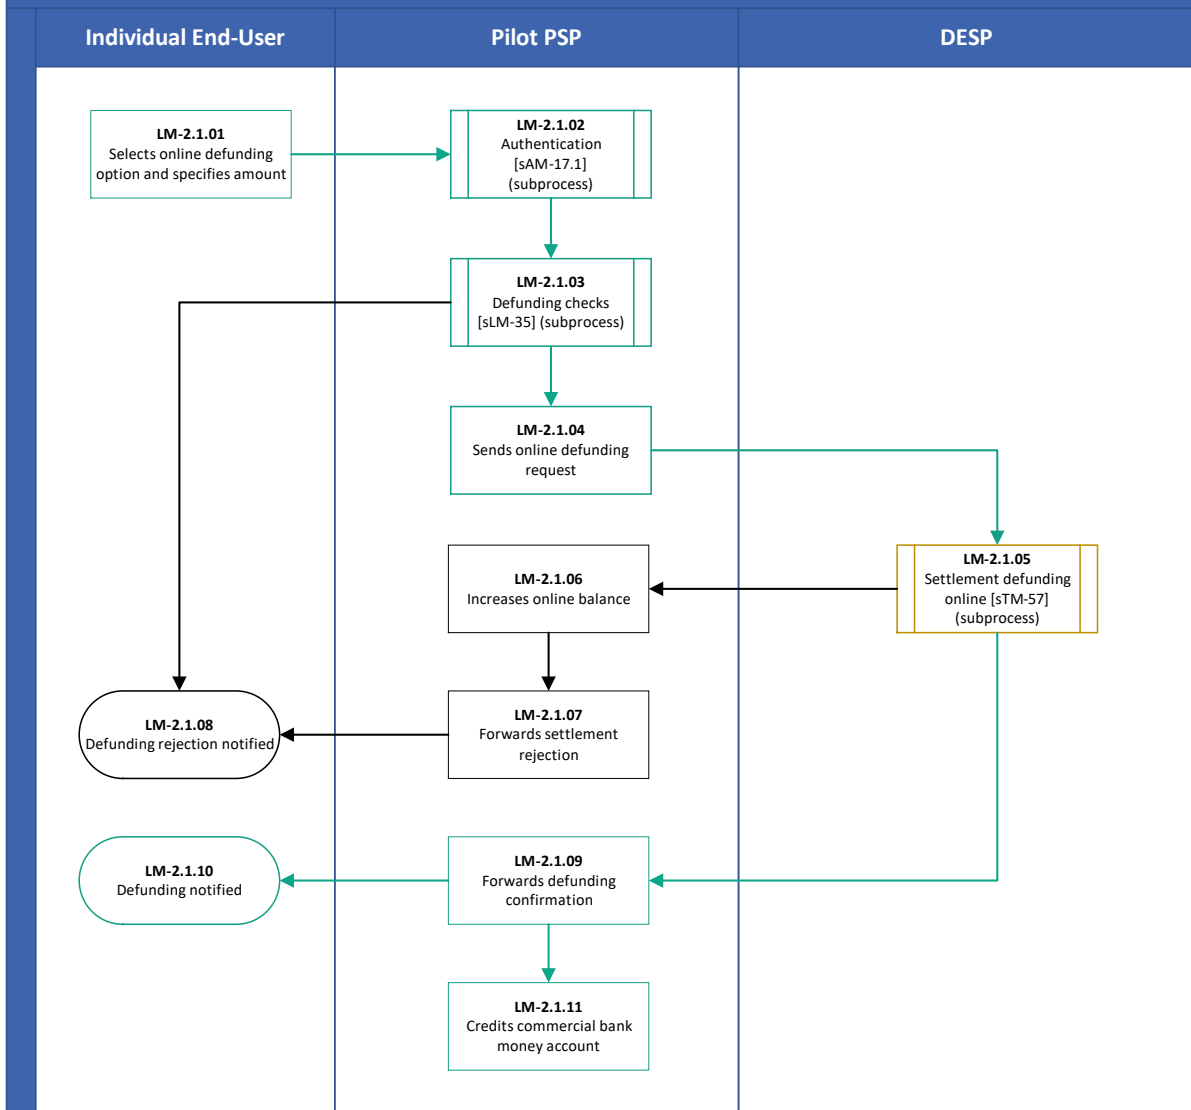 Individual End-User
Pilot PSP
DESP
LM-2.1.01
Selects online defunding
option and specifies amount
LM-2.1.02
Authentication
[sAM-17.1]
(subprocess)
LM-2.1.03
Defunding checks
[sLM-35] (subprocess)
LM-2.1.04
Sends online defunding
request
LM-2.1.05
Settlement defunding
online [sTM-57]
(subprocess)
LM-2.1.06
Increases online balance
LM-2.1.07
Forwards settlement
rejection
LM-2.1.08
Defunding rejection notified
LM-2.1.09
Forwards defunding
confirmation
LM-2.1.10
Defunding notified
LM-2.1.11
Credits commercial bank
money account